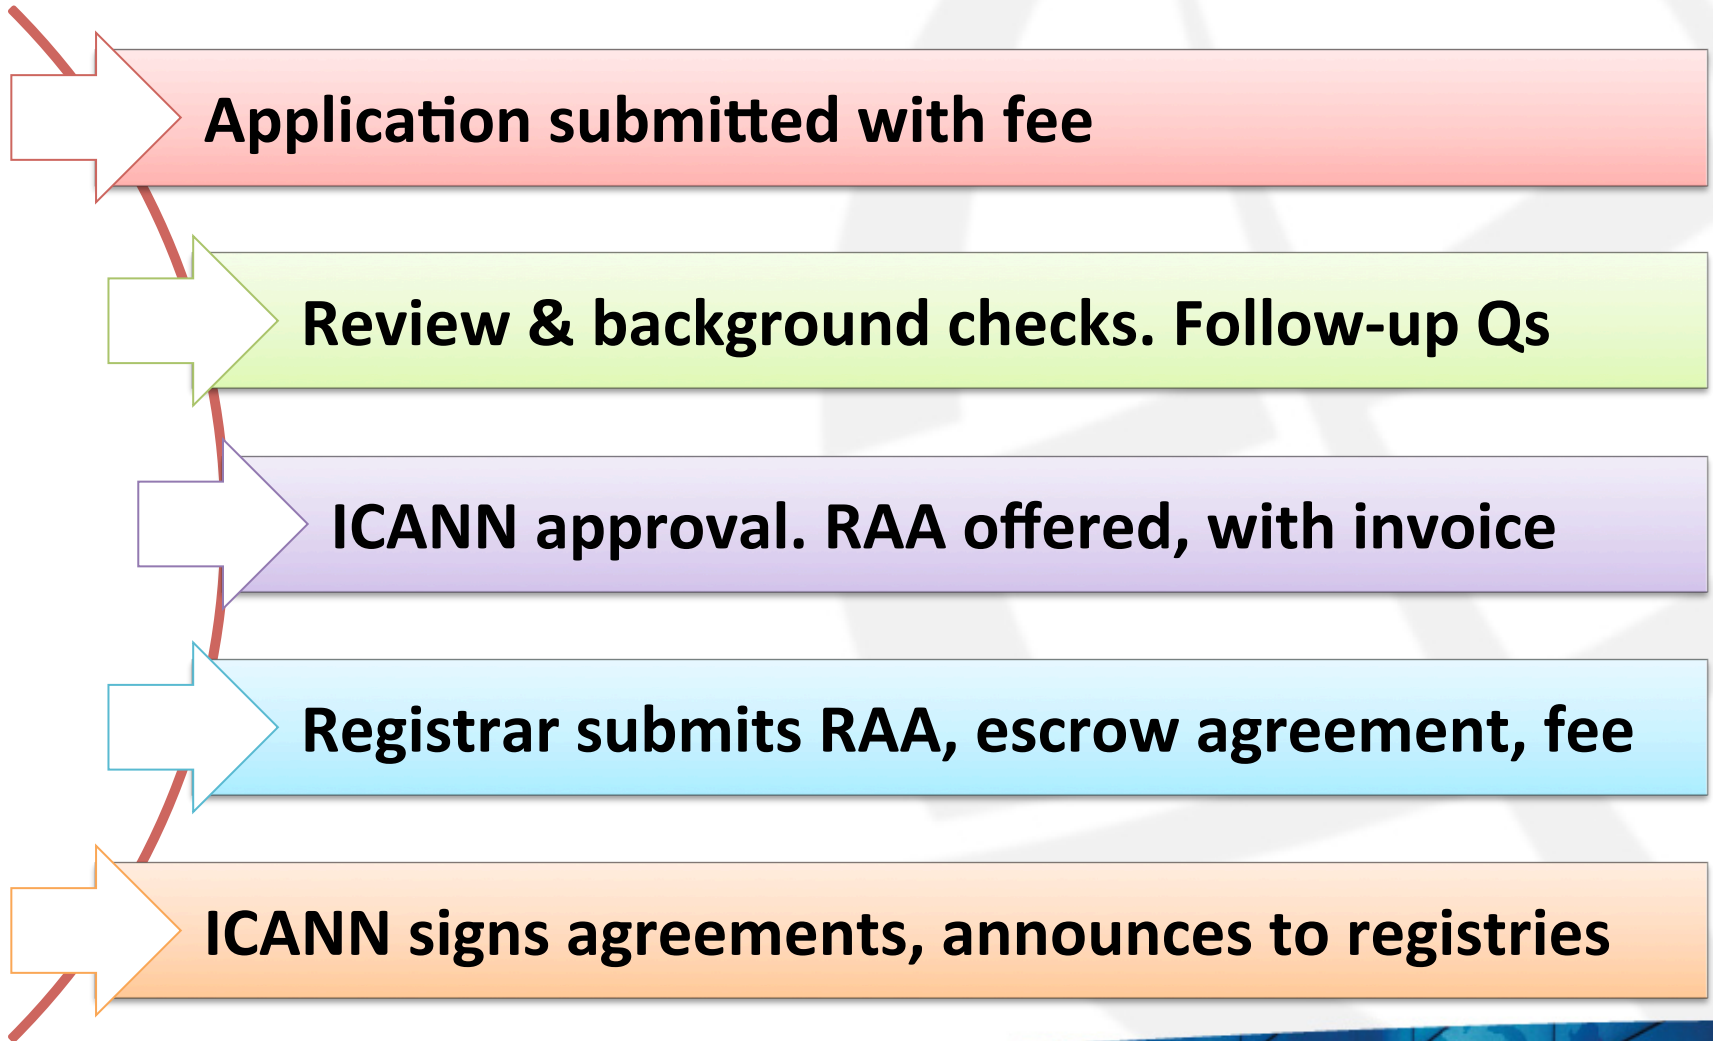 Application submitted with fee
Review & background checks. Follow-up Qs
ICANN approval. RAA offered, with invoice
Registrar submits RAA, escrow agreement, fee
ICANN signs agreements, announces to registries